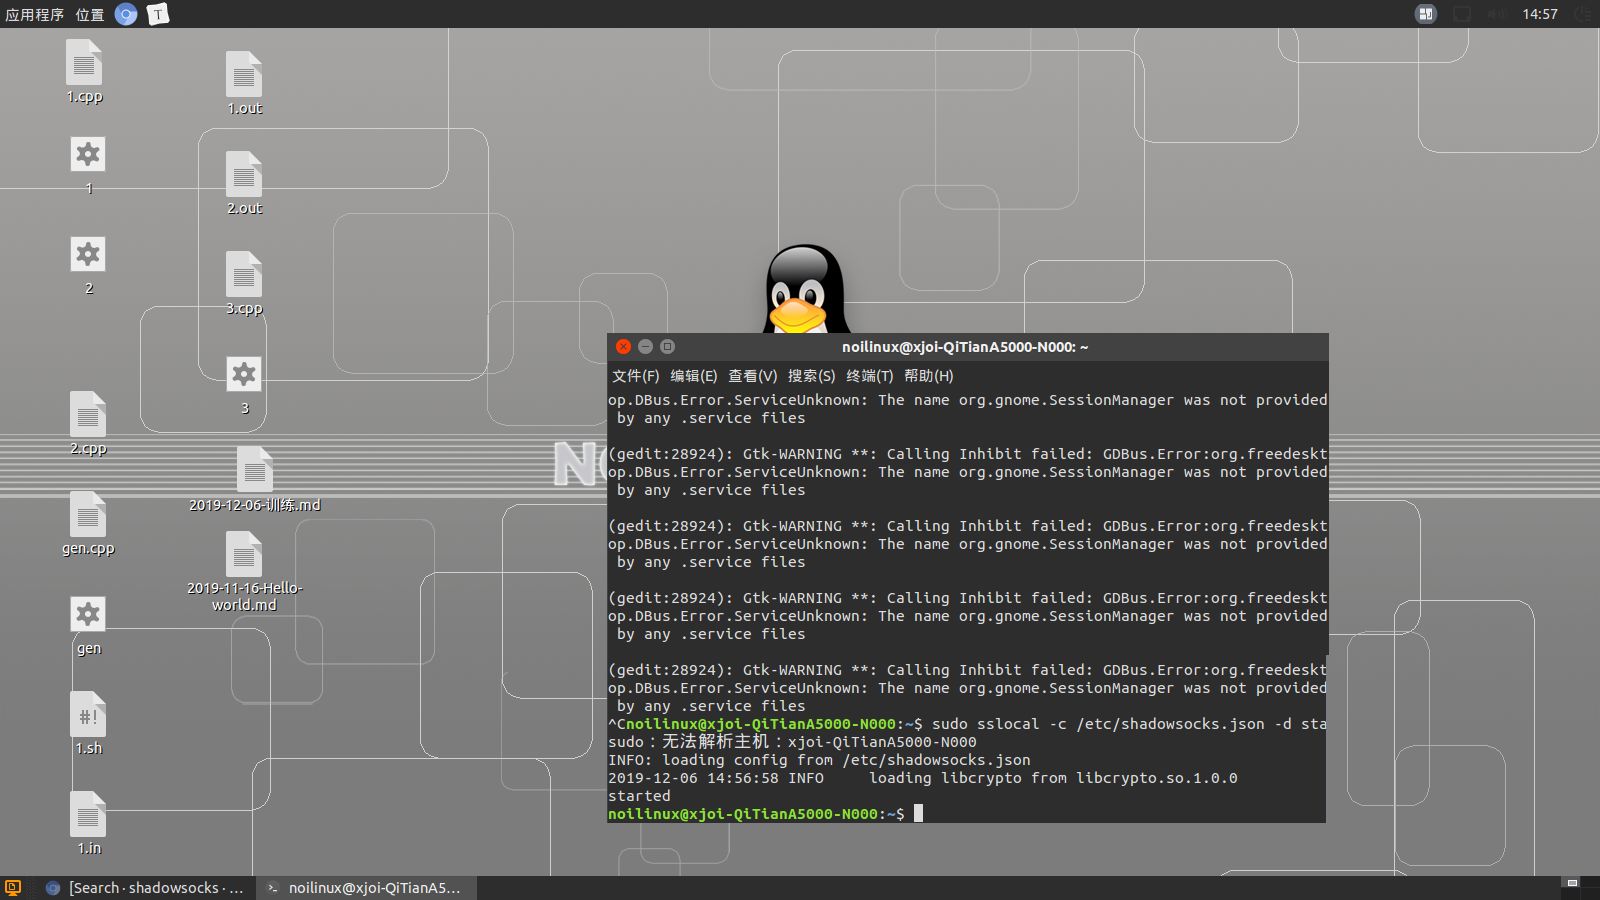 应用程序 位置 T 14:57
1.cpp
1.out
1
2.out
2
3.cpp
3
2.cpp
2019-12-06-训练.md
gen.cpp
2019-11-16-Hello-
world.md
gen
#!
1.sh
1.in
N
noilinux@xjoi-QiTianA5000-N000: ~
文件(F) 编辑(E) 查看(V) 搜索(S) 终端(T) 帮助(H)
op.DBus.Error.ServiceUnknown: The name org.gnome.SessionManager was not provided
by any .service files
(gedit:28924): Gtk-WARNING **: Calling Inhibit failed: GDBus.Error:org.freedeskt
op.DBus.Error.ServiceUnknown: The name org.gnome.SessionManager was not provided
by any .service files
(gedit:28924): Gtk-WARNING **: Calling Inhibit failed: GDBus.Error:org.freedeskt
op.DBus.Error.ServiceUnknown: The name org.gnome.SessionManager was not provided
by any .service files
(gedit:28924): Gtk-WARNING **: Calling Inhibit failed: GDBus.Error:org.freedeskt
op.DBus.Error.ServiceUnknown: The name org.gnome.SessionManager was not provided
by any .service files
(gedit:28924): Gtk-WARNING **: Calling Inhibit failed: GDBus.Error:org.freedeskt
op.DBus.Error.ServiceUnknown: The name org.gnome.SessionManager was not provided
by any .service files
^Cnoilinux@xjoi-QiTianA5000-N000:~$ sudo sslocal -c /etc/shadowsocks.json -d sta
sudo：无法解析主机：xjoi-QiTianA5000-N000
INFO: loading config from /etc/shadowsocks.json
2019-12-06 14:56:58 INFO     loading libcrypto from libcrypto.so.1.0.0
started
noilinux@xjoi-QiTianA5000-N000:~$
[Search · shadowsocks · ... noilinux@xjoi-QiTianA5...